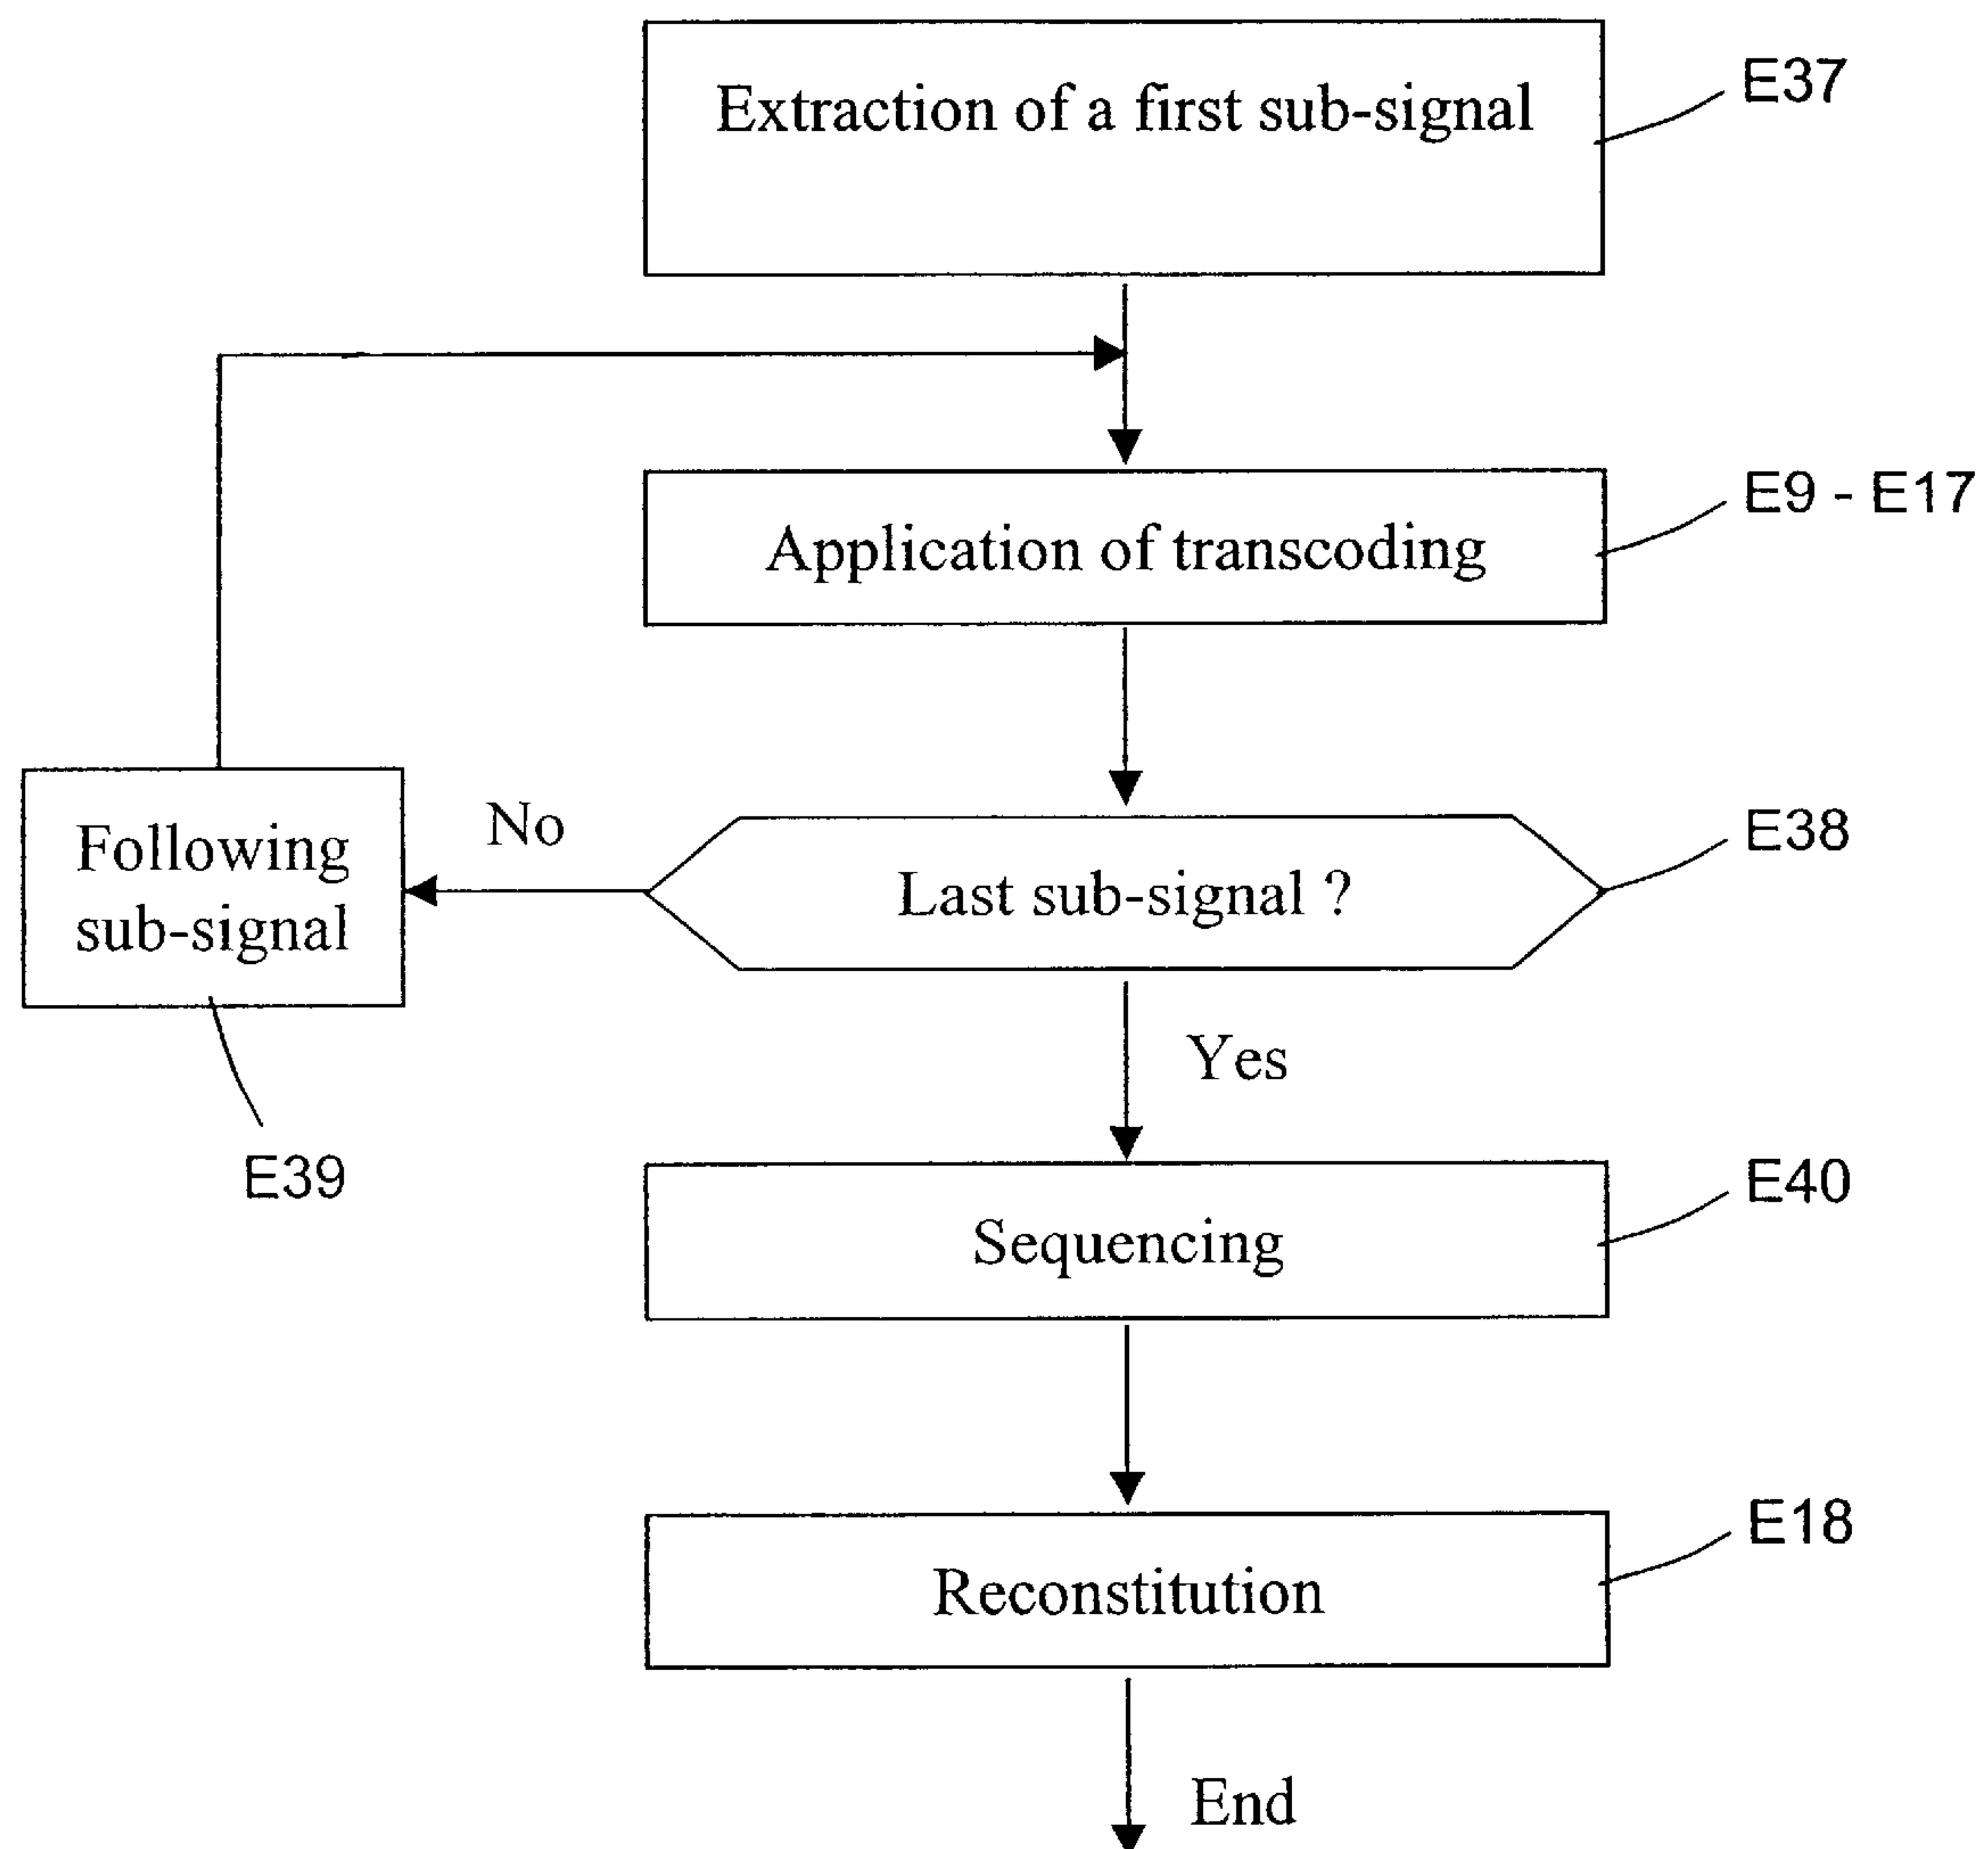 Extraction of a first sub-signal
E37
Application of transcoding
E9 - E17
No
Following
sub-signal
Last sub-signal ?
E38
Yes
E39
Sequencing
E40
Reconstitution
E18
End